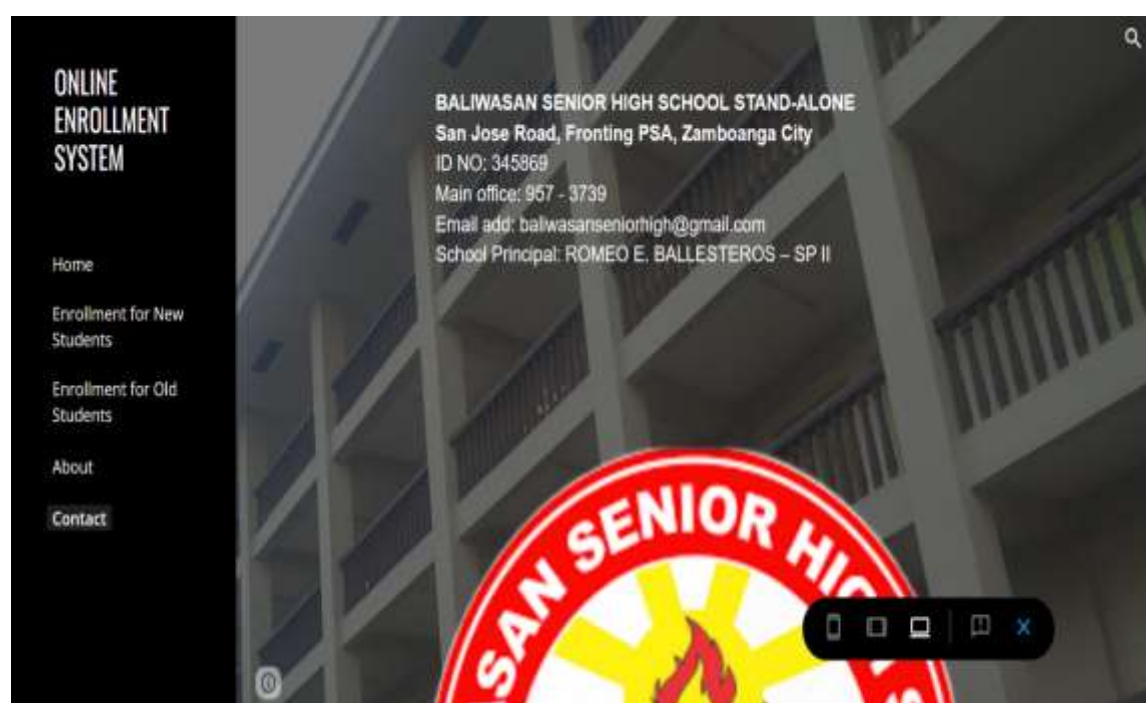 ONLINE
ENROLLMENT
SYSTEM
Home
Enrollment for New
Students
Enrollment for Old
Students
About
Contact
BALIWASAN SENIOR HIGH SCHOOL STAND-ALONE
San Jose Road, Fronting PSA, Zamboanga City
ID NO: 345869
Main office: 957 - 3739
Email add: baliwasanseniorhigh@gmail.com
School Principal: ROMEO E. BALLESTEROS – SP II
SAN SENIOR HIGH S